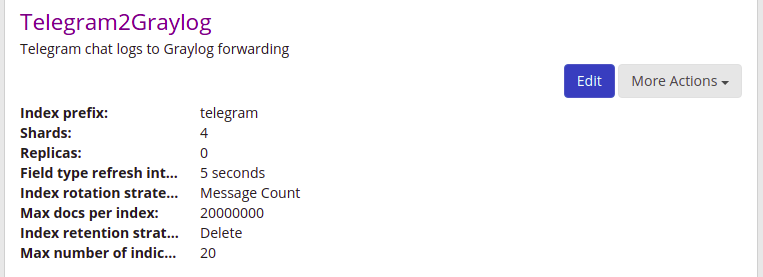 Telegram2Graylog
Telegram chat logs to Graylog forwarding
Edit More Actions
Index prefix: telegram
Shards: 4
Replicas: 0
Field type refresh int... 5 seconds
Index rotation strate... Message Count
Max docs per index: 20000000
Index retention strat... Delete
Max number of indic... 20